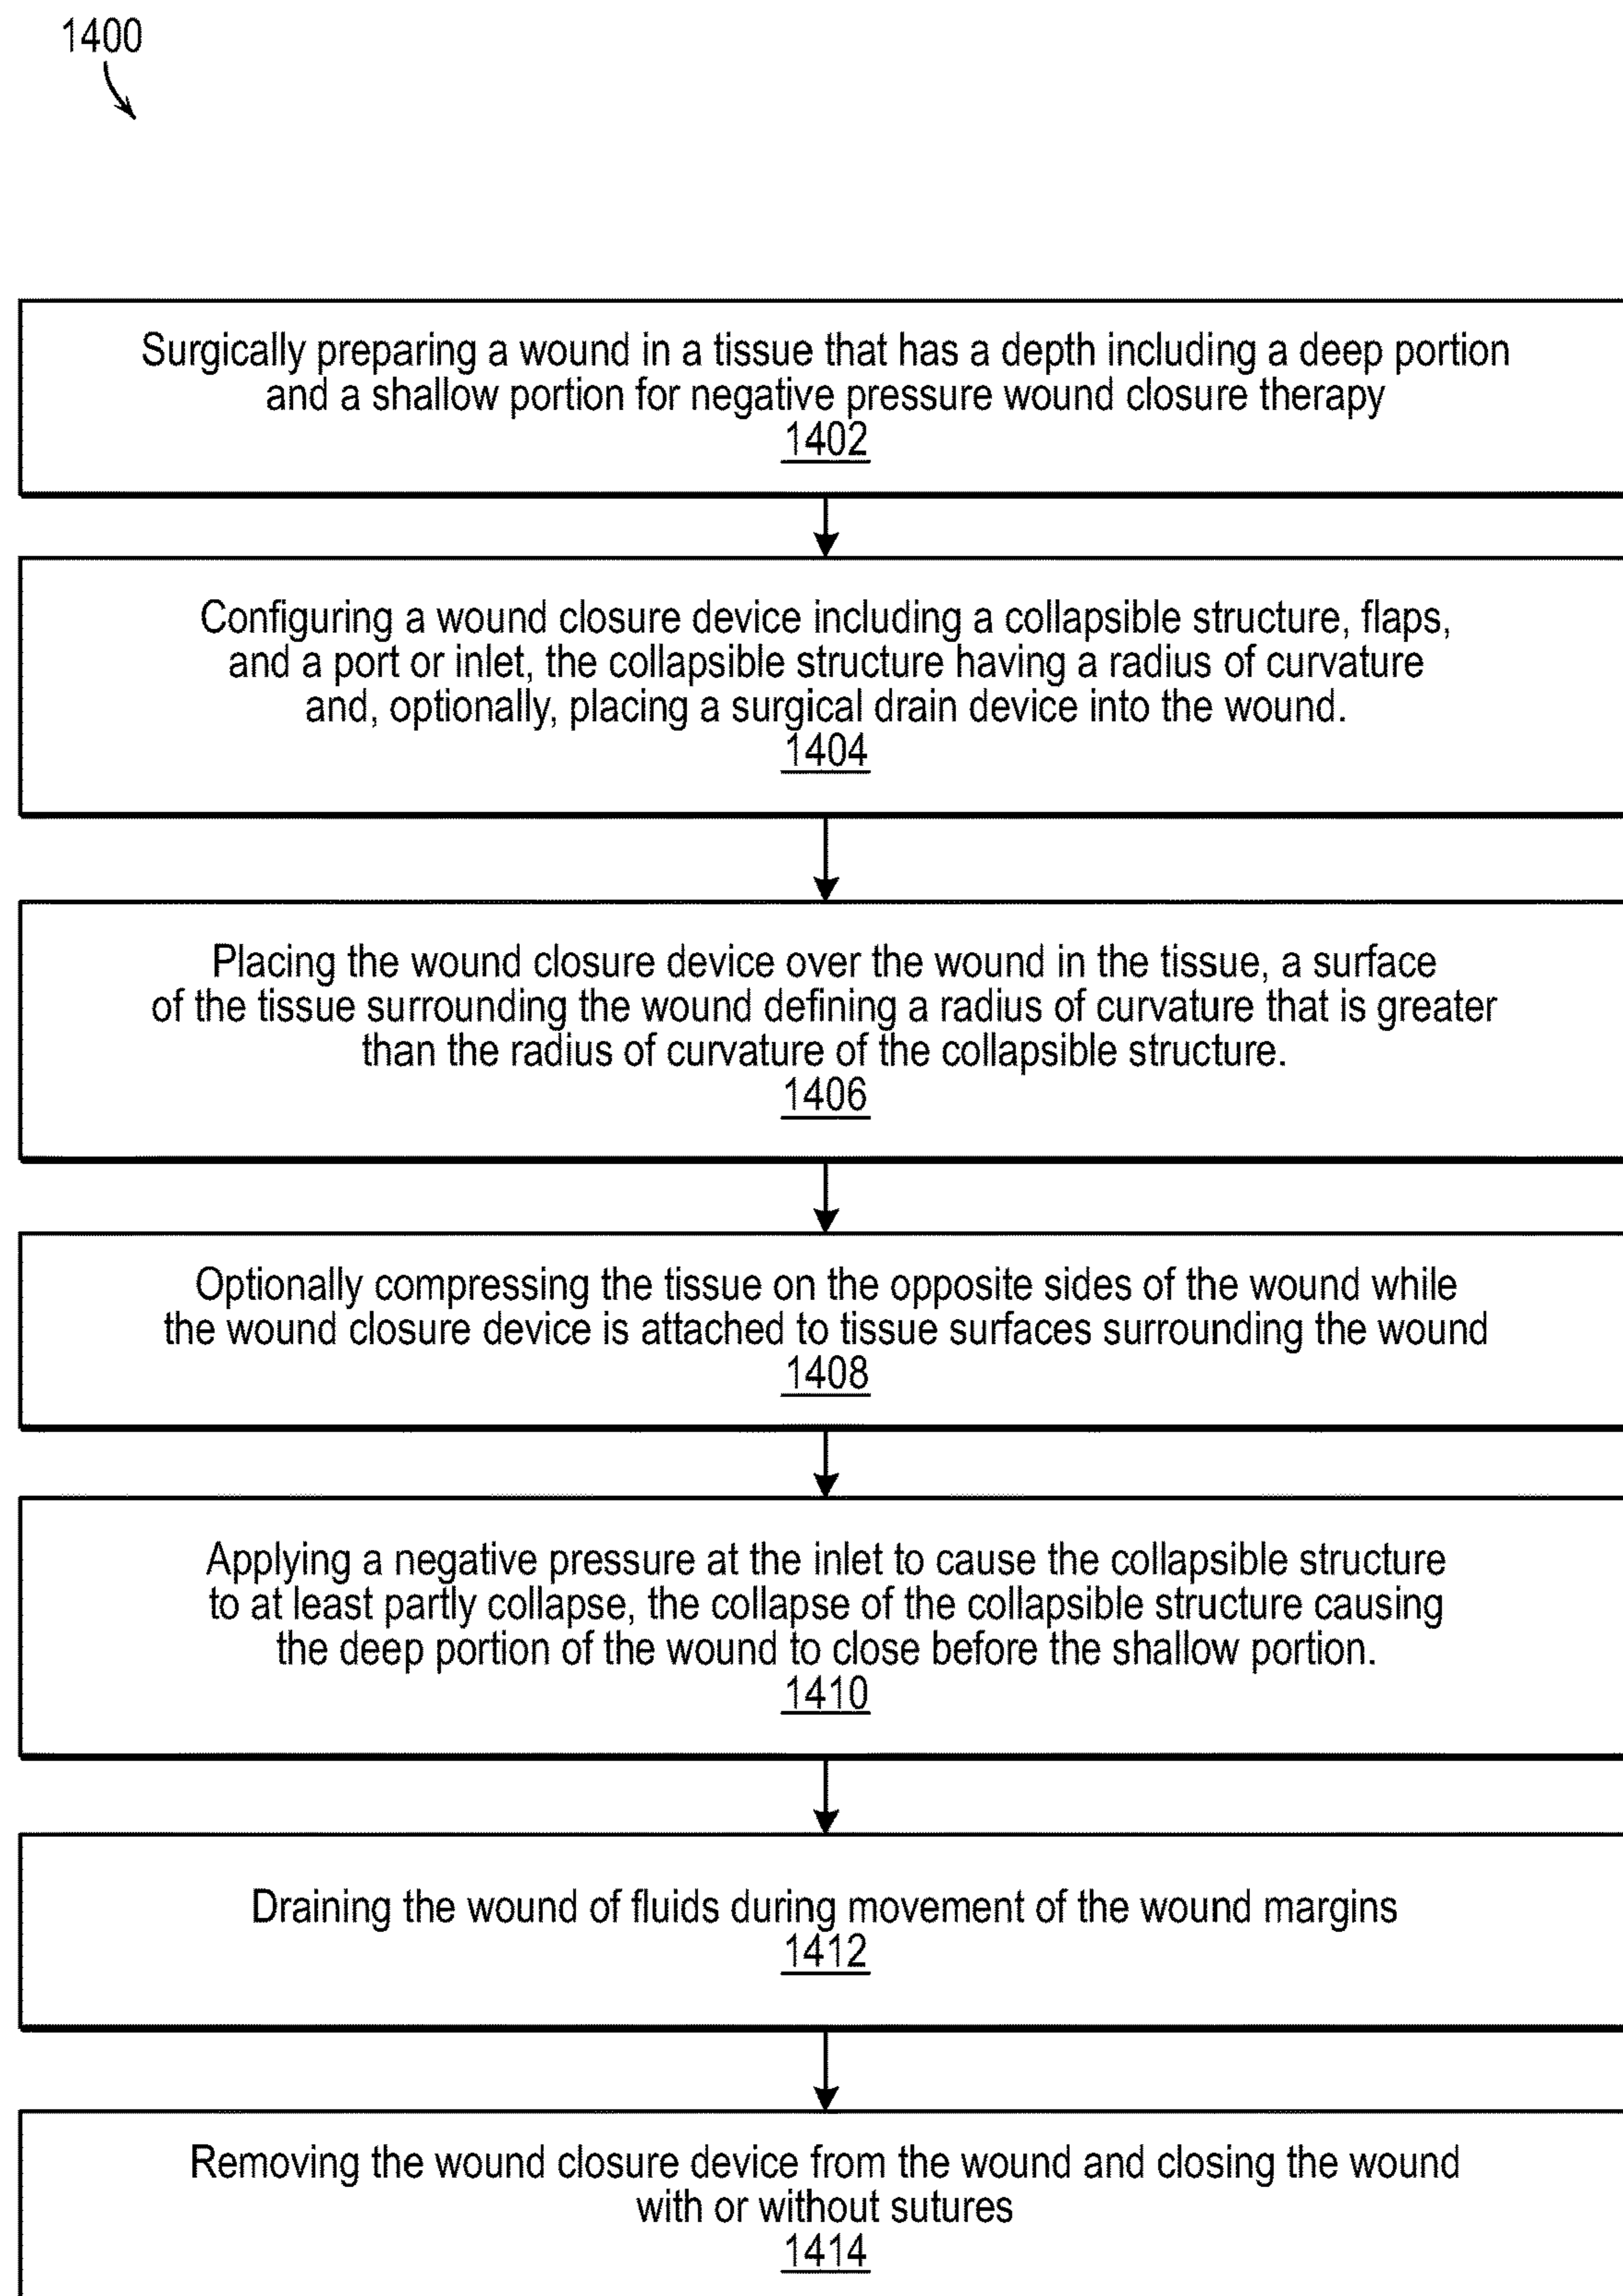 1400
Surgically preparing a wound in a tissue that has a depth including a deep portion
and a shallow portion for negative pressure wound closure therapy
1402
Configuring a wound closure device including a collapsible structure, flaps,
and a port or inlet, the collapsible structure having a radius of curvature
and, optionally, placing a surgical drain device into the wound.
1404
Placing the wound closure device over the wound in the tissue, a surface
of the tissue surrounding the wound defining a radius of curvature that is greater
than the radius of curvature of the collapsible structure.
1406
Optionally compressing the tissue on the opposite sides of the wound while
the wound closure device is attached to tissue surfaces surrounding the wound
1408
Applying a negative pressure at the inlet to cause the collapsible structure
to at least partly collapse, the collapse of the collapsible structure causing
the deep portion of the wound to close before the shallow portion.
1410
Draining the wound of fluids during movement of the wound margins
1412
Removing the wound closure device from the wound and closing the wound
with or without sutures
1414